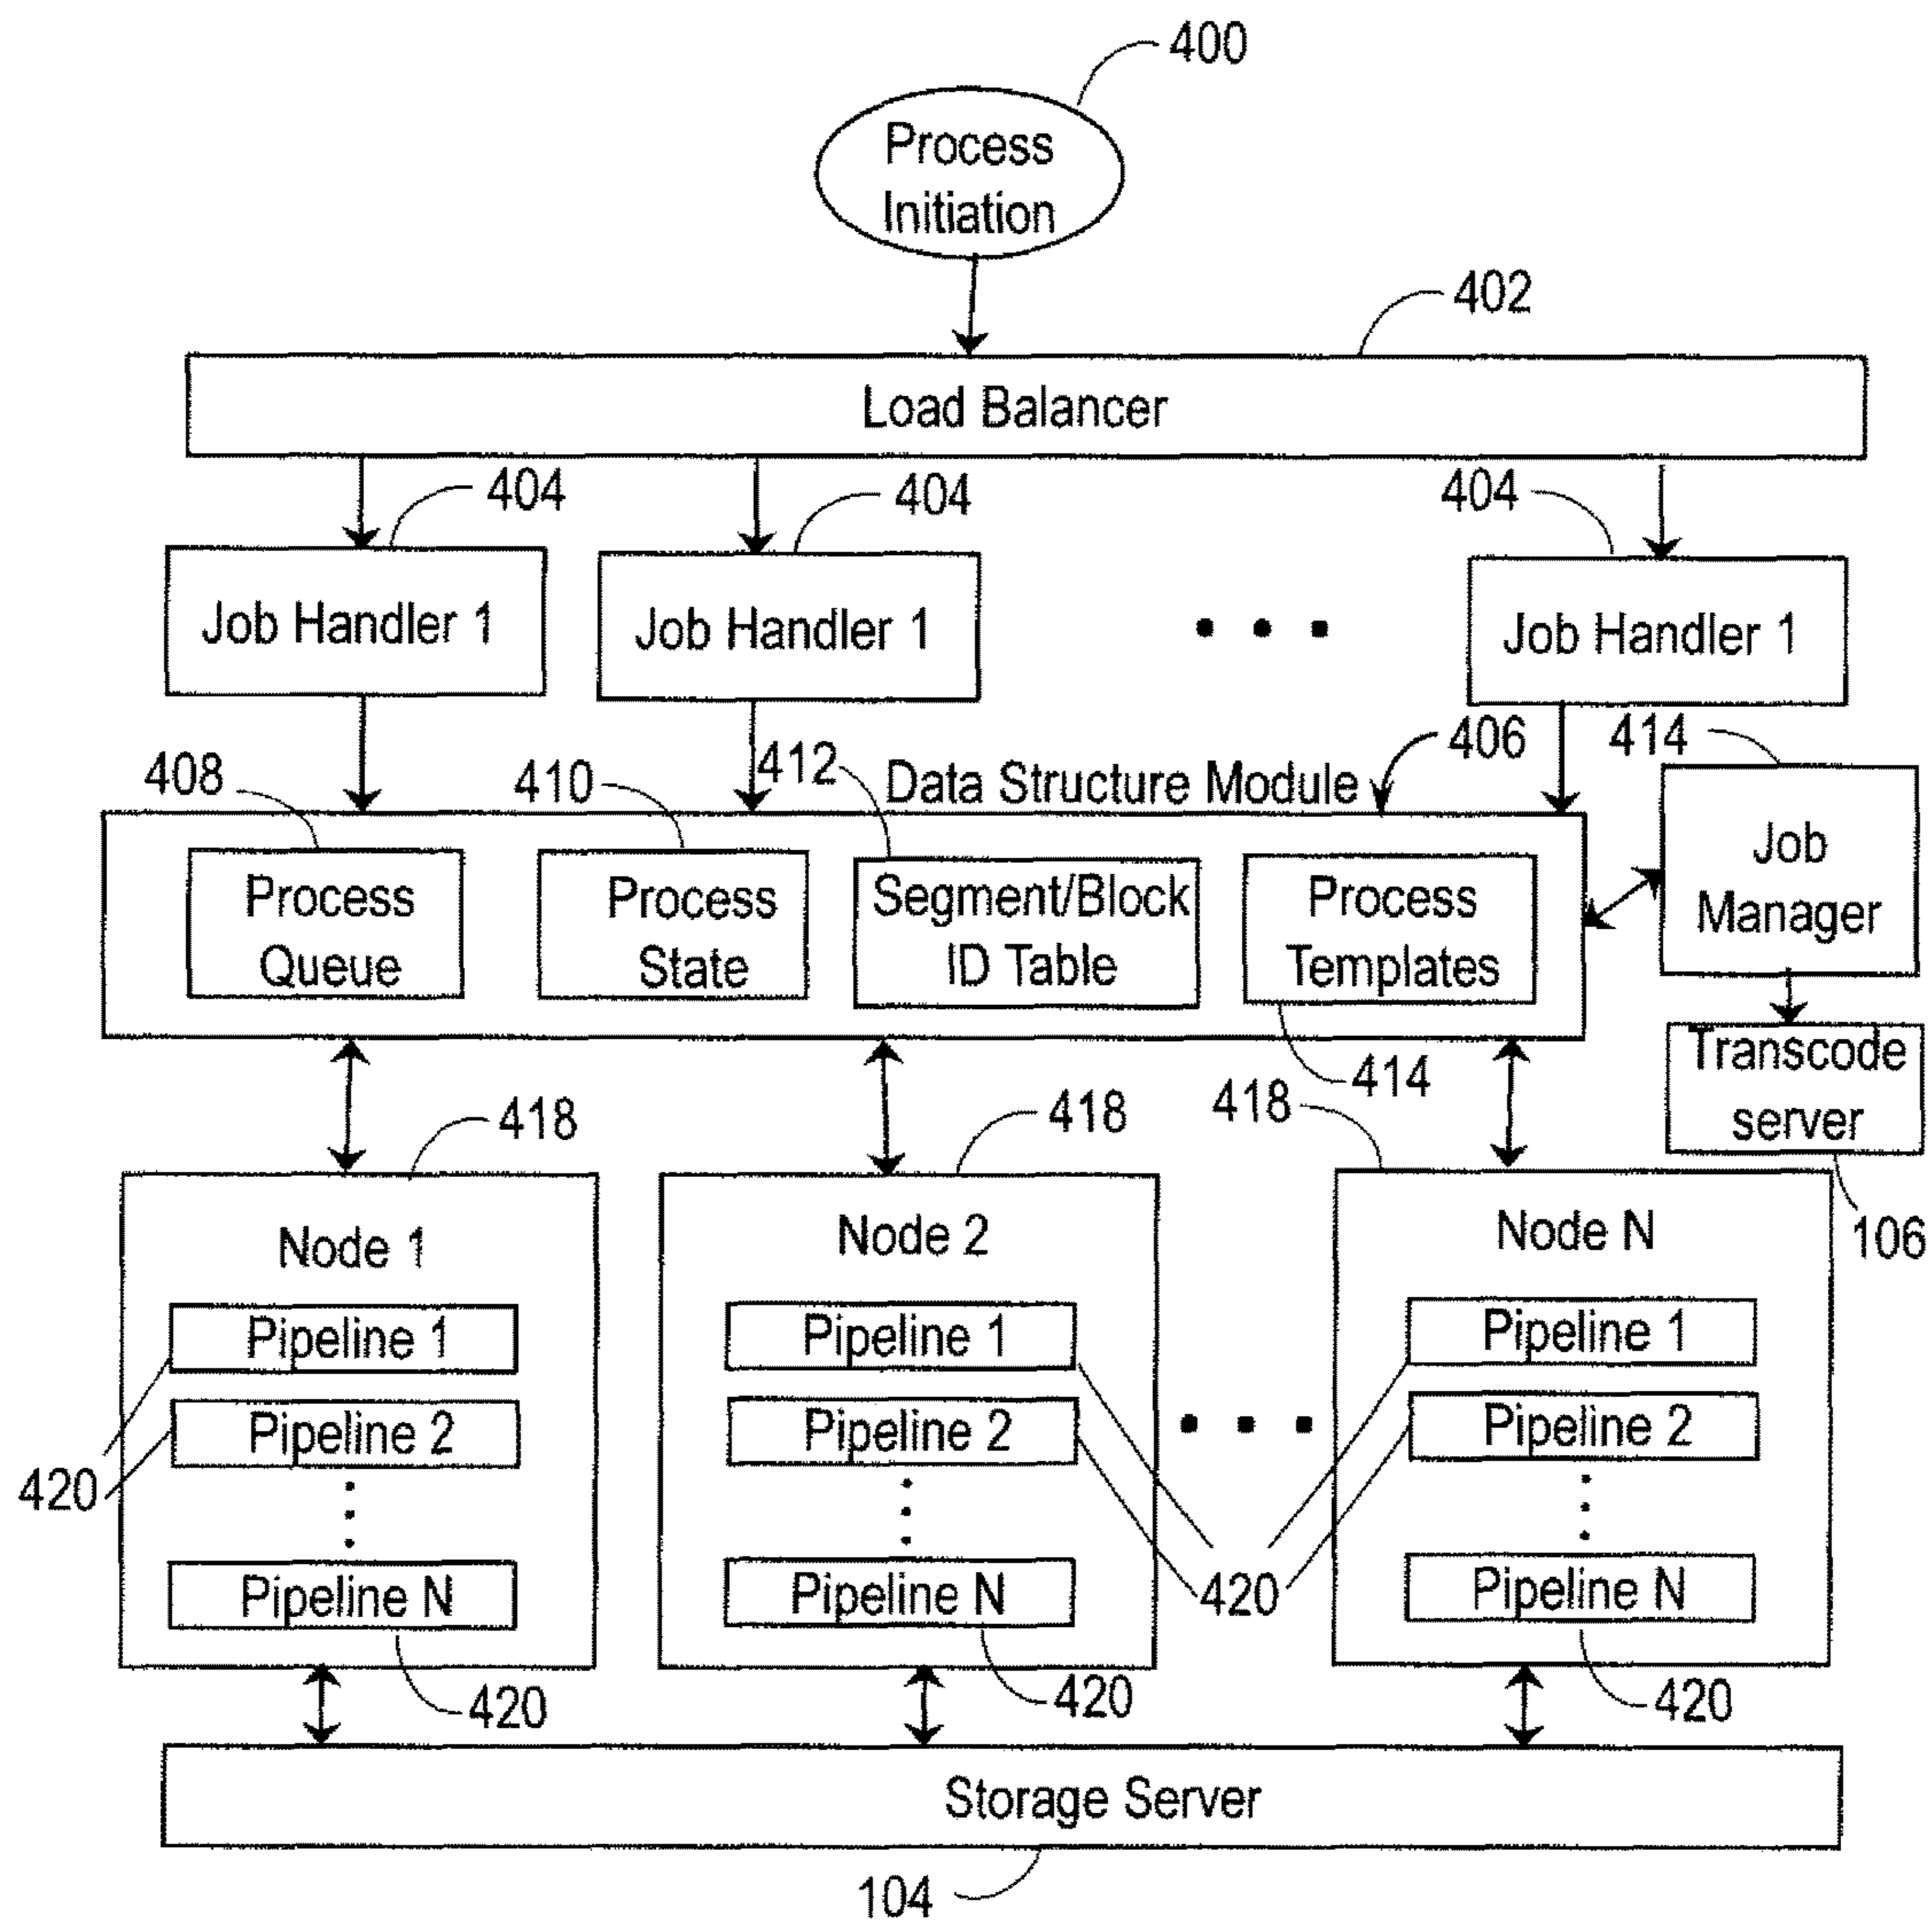 400
Process
Initiation
402
Load Balancer
404
404
404
Job Handler 1
Job Handler 1
Job Handler 1
406
414
408
410
412
Data Structure Module
Process
Queue
Process
State
Segment/Block
ID Table
Process
Templates
Job
Manager
414
Transcode
server
106
418
418
418
Node 1
Node 2
Node N
Pipeline 1
Pipeline 1
Pipeline 1
Pipeline 2
Pipeline 2
Pipeline 2
420
420
Pipeline N
Pipeline N
Pipeline N
420
420
420
Storage Server
104